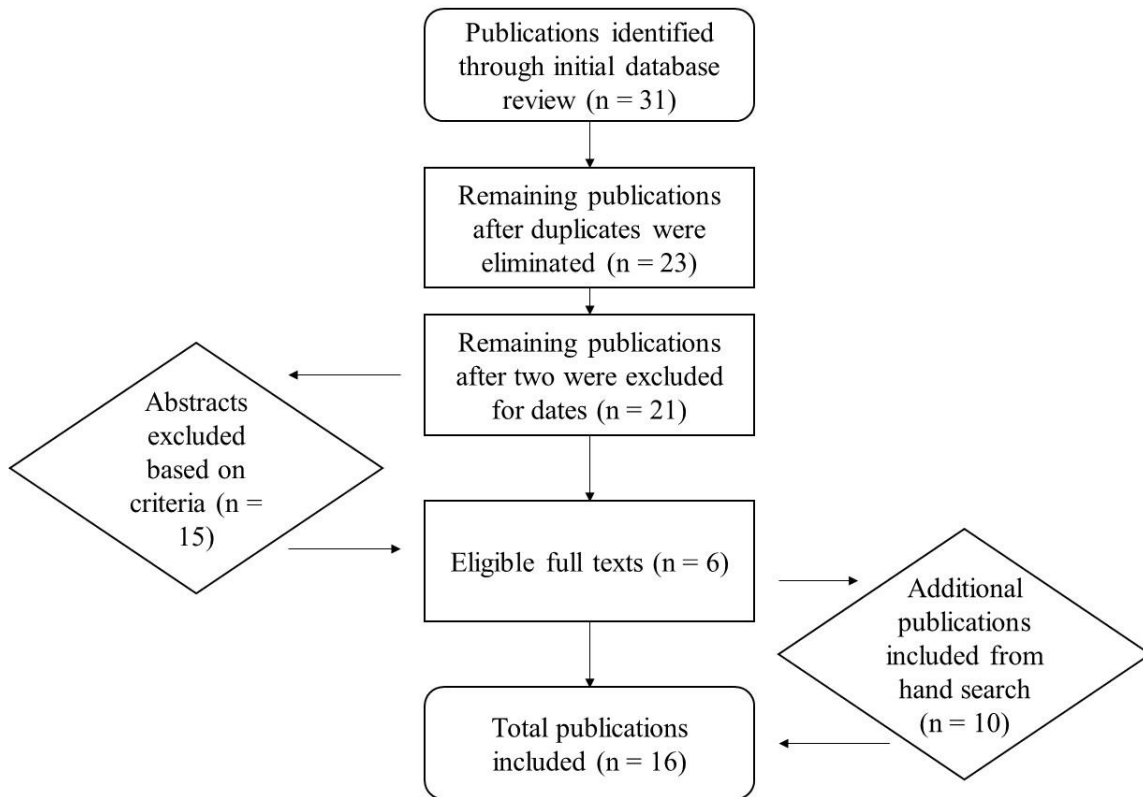 Publications identified
through initial database
review (n = 31)
Remaining publications
after duplicates were
eliminated (n = 23)
Remaining publications
after two were excluded
for dates (n = 21)
Abstracts
excluded
based on
criteria (n =
15)
Eligible full texts (n = 6)
Additional
publications
included from
hand search
(n = 10)
Total publications
included (n = 16)